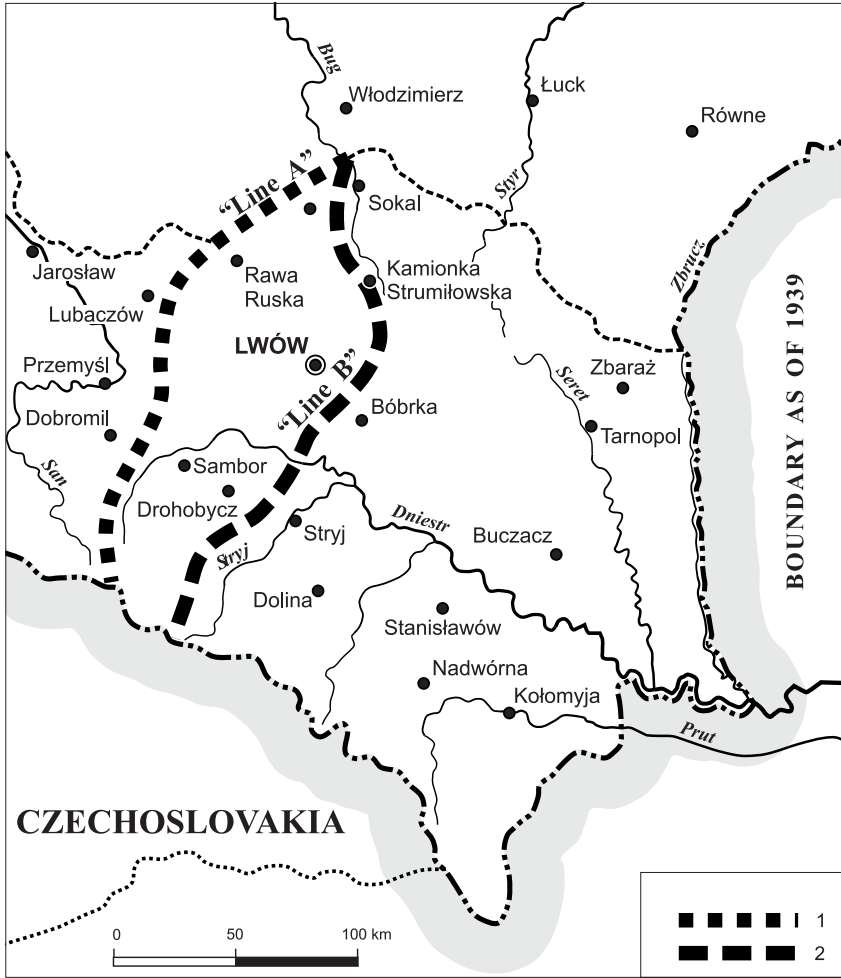 Bug
Włodzimierz
Łuck
Równe
“Line A”
Sokal
Styr
Zbrucz
Jarosław
Rawa
Ruska
Kamionka
Strumiłowska
Lubaczów
BOUNDARY AS OF 1939
LWÓW
Przemyśl
Zbaraż
“Line B”
Seret
Dobromil
Bóbrka
Tarnopol
San
Sambor
Drohobycz
Dniestr
Stryj
Stryj
Buczacz
Dolina
Stanisławów
Nadwórna
Kołomyja
Prut
CZECHOSLOVAKIA
0 50 100 km
1
2